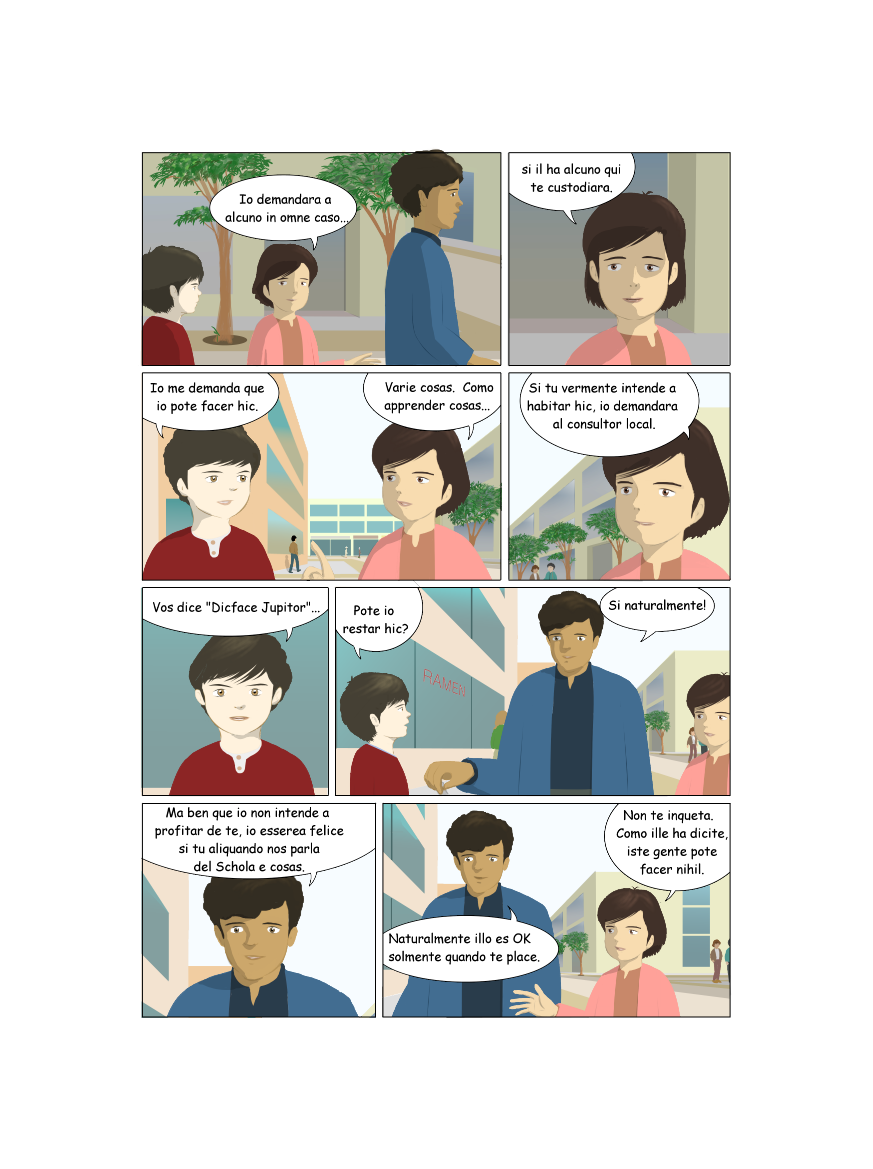 Io demandara a
alcuno in omne caso...
si il ha alcuno qui
te custodiara.
Io me demanda que
io pote facer hic.
Varie cosas. Como
apprender cosas...
Si tu vermente intende a
habitar hic, io demandara
al consultor local.
Vos dice "Dicface Jupitor"...
Pote io
restar hic?
Si naturalmente!
RAMEN
Ma ben que io non intende a
profitar de te, io esserea felice
si tu aliquando nos parla
del Schola e cosas.
Non te inqueta.
Como ille ha dicite,
iste gente pote
facer nihil.
Naturalmente illo es OK
solmente quando te place.